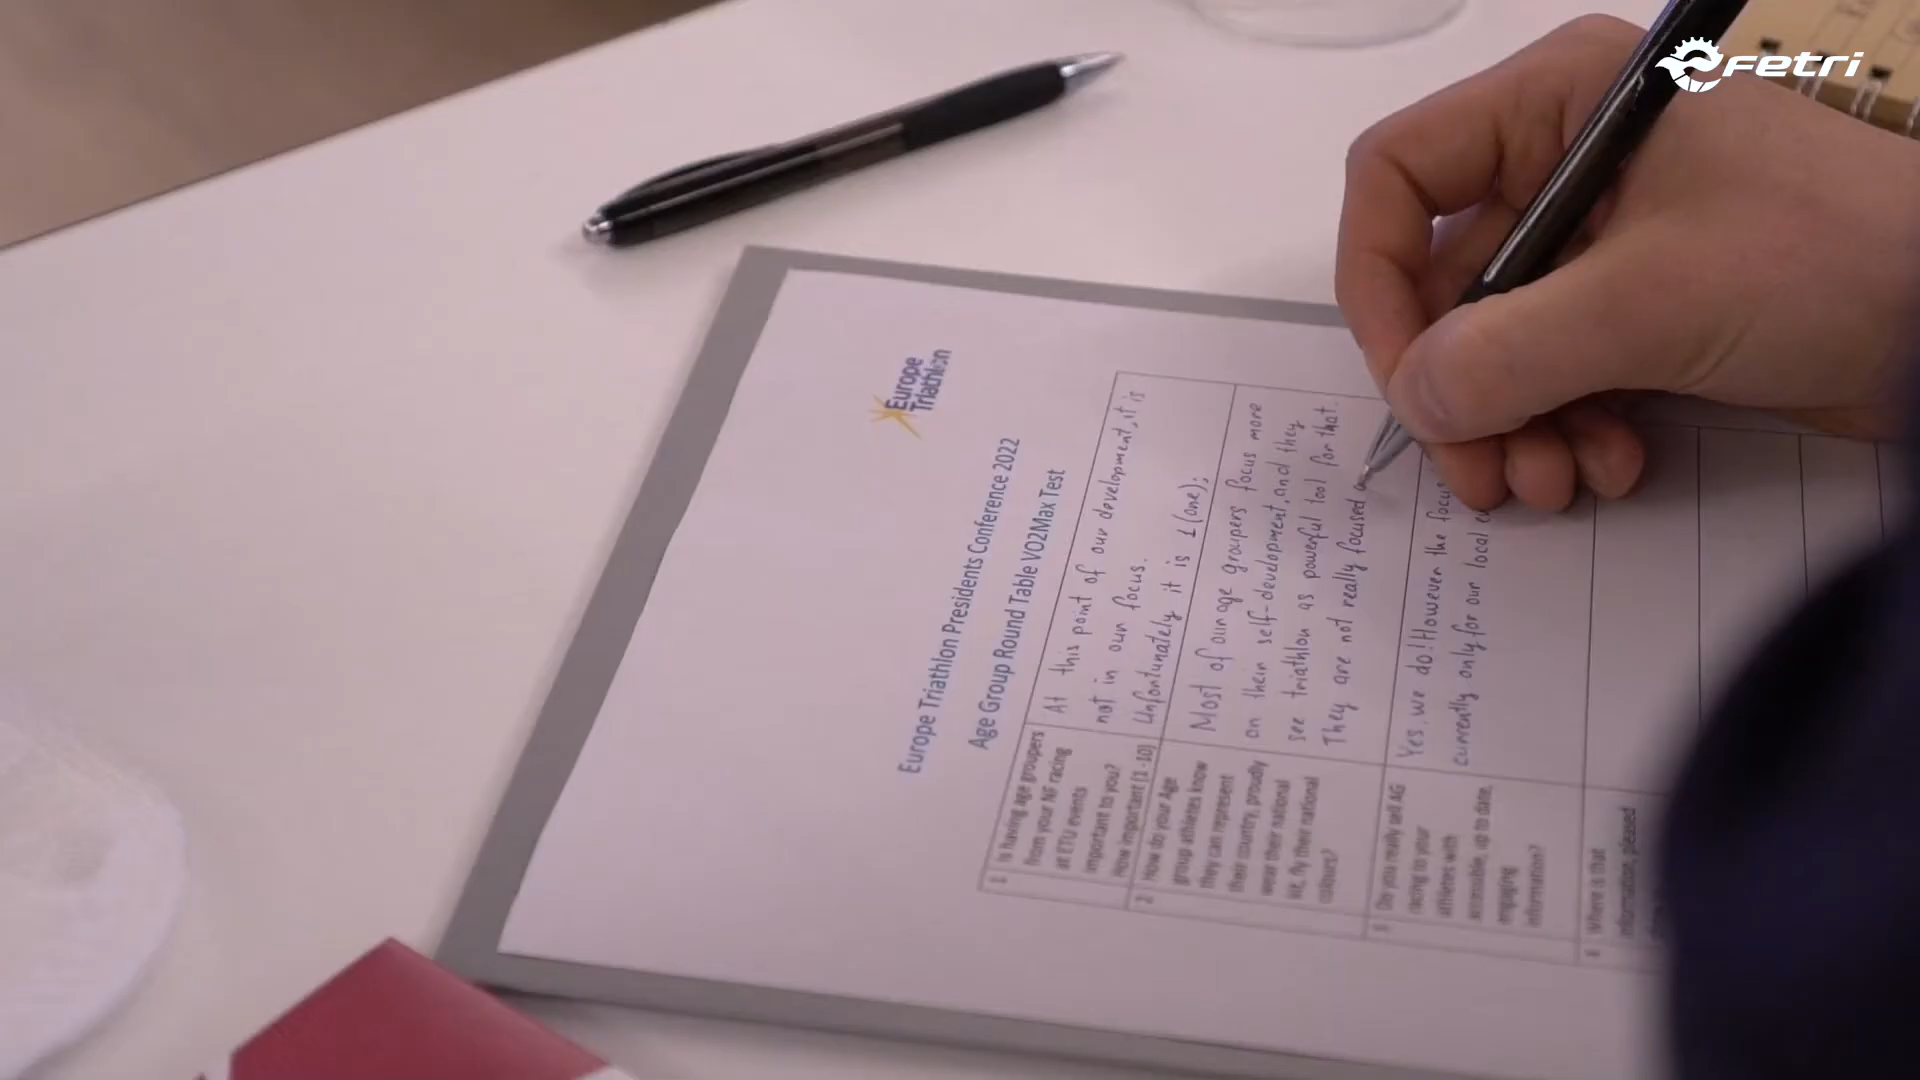 fetri
Europe
Triathlon
Europe Triathlon Presidents Conference 2022
Age Group Round Table VO2Max Test
1
Is having age groupers
from your NF racing
at ETU events
important to you?
How important (1-10)
At this point of our development, it is
not in our focus.
Unfortunately it is 1 (one);
2
How do your Age
group athletes know
they can represent
their country, proudly
wear their national
kit, fly their national
colours?
Most of our age groupers focus more
on their self-development, and they
see triathlon as powerful tool for that.
They are not really focused
3
Do you really sell AG
racing to your
athletes with
accessible, up to date,
engaging
information?
Yes, we do! However the focus
currently only for our local
4
Where is that
information, pleased